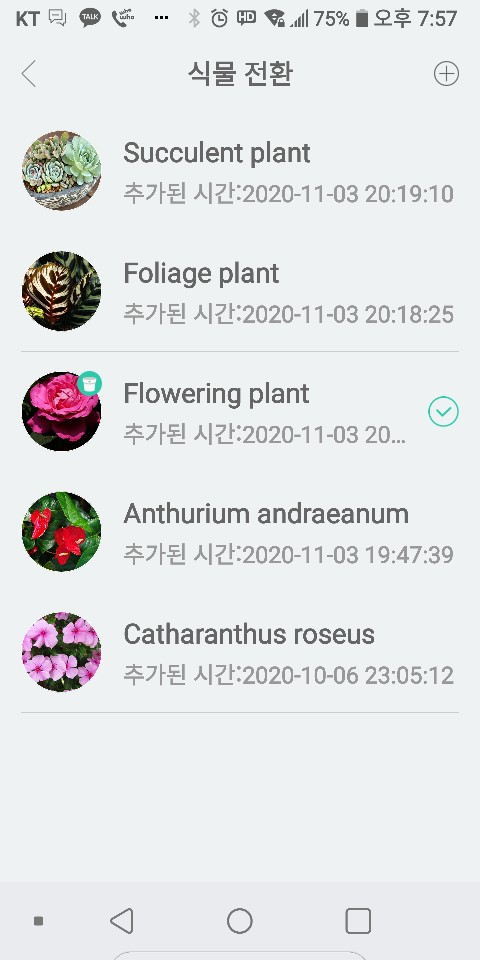 KT TALK who who HD 75% 오후 7:57
식물 전환
Succulent plant
추가된 시간:2020-11-03 20:19:10
Foliage plant
추가된 시간:2020-11-03 20:18:25
Flowering plant
추가된 시간:2020-11-03 20...
Anthurium andraeanum
추가된 시간:2020-11-03 19:47:39
Catharanthus roseus
추가된 시간:2020-10-06 23:05:12